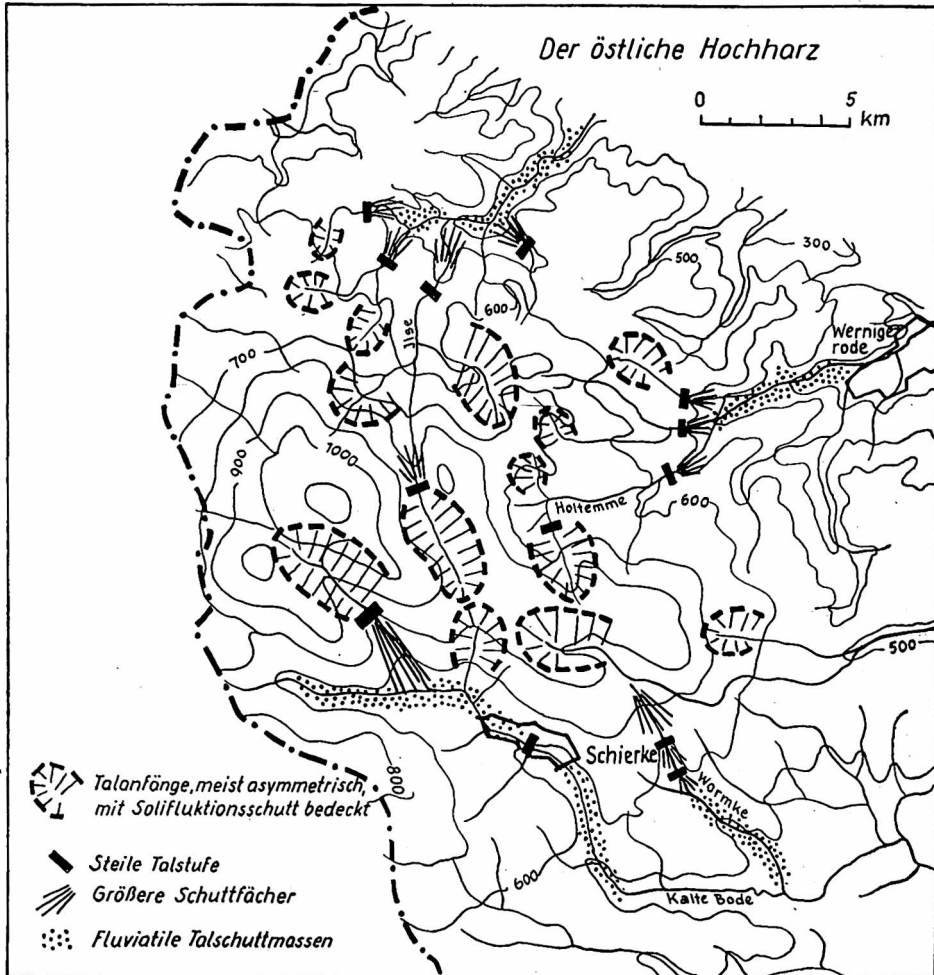 Der östliche Hochharz
0 5
km
300
500
Werniger
rode
600
Ilse
700
1000
900
Holtemme
600
500
Schierke
800
Wormke
600
Kalte Bode
Talanfänge, meist asymmetrisch,
mit Solifluktionsschutt bedeckt
Steile Talstufe
Größere Schuttfächer
Fluviatile Talschuttmassen